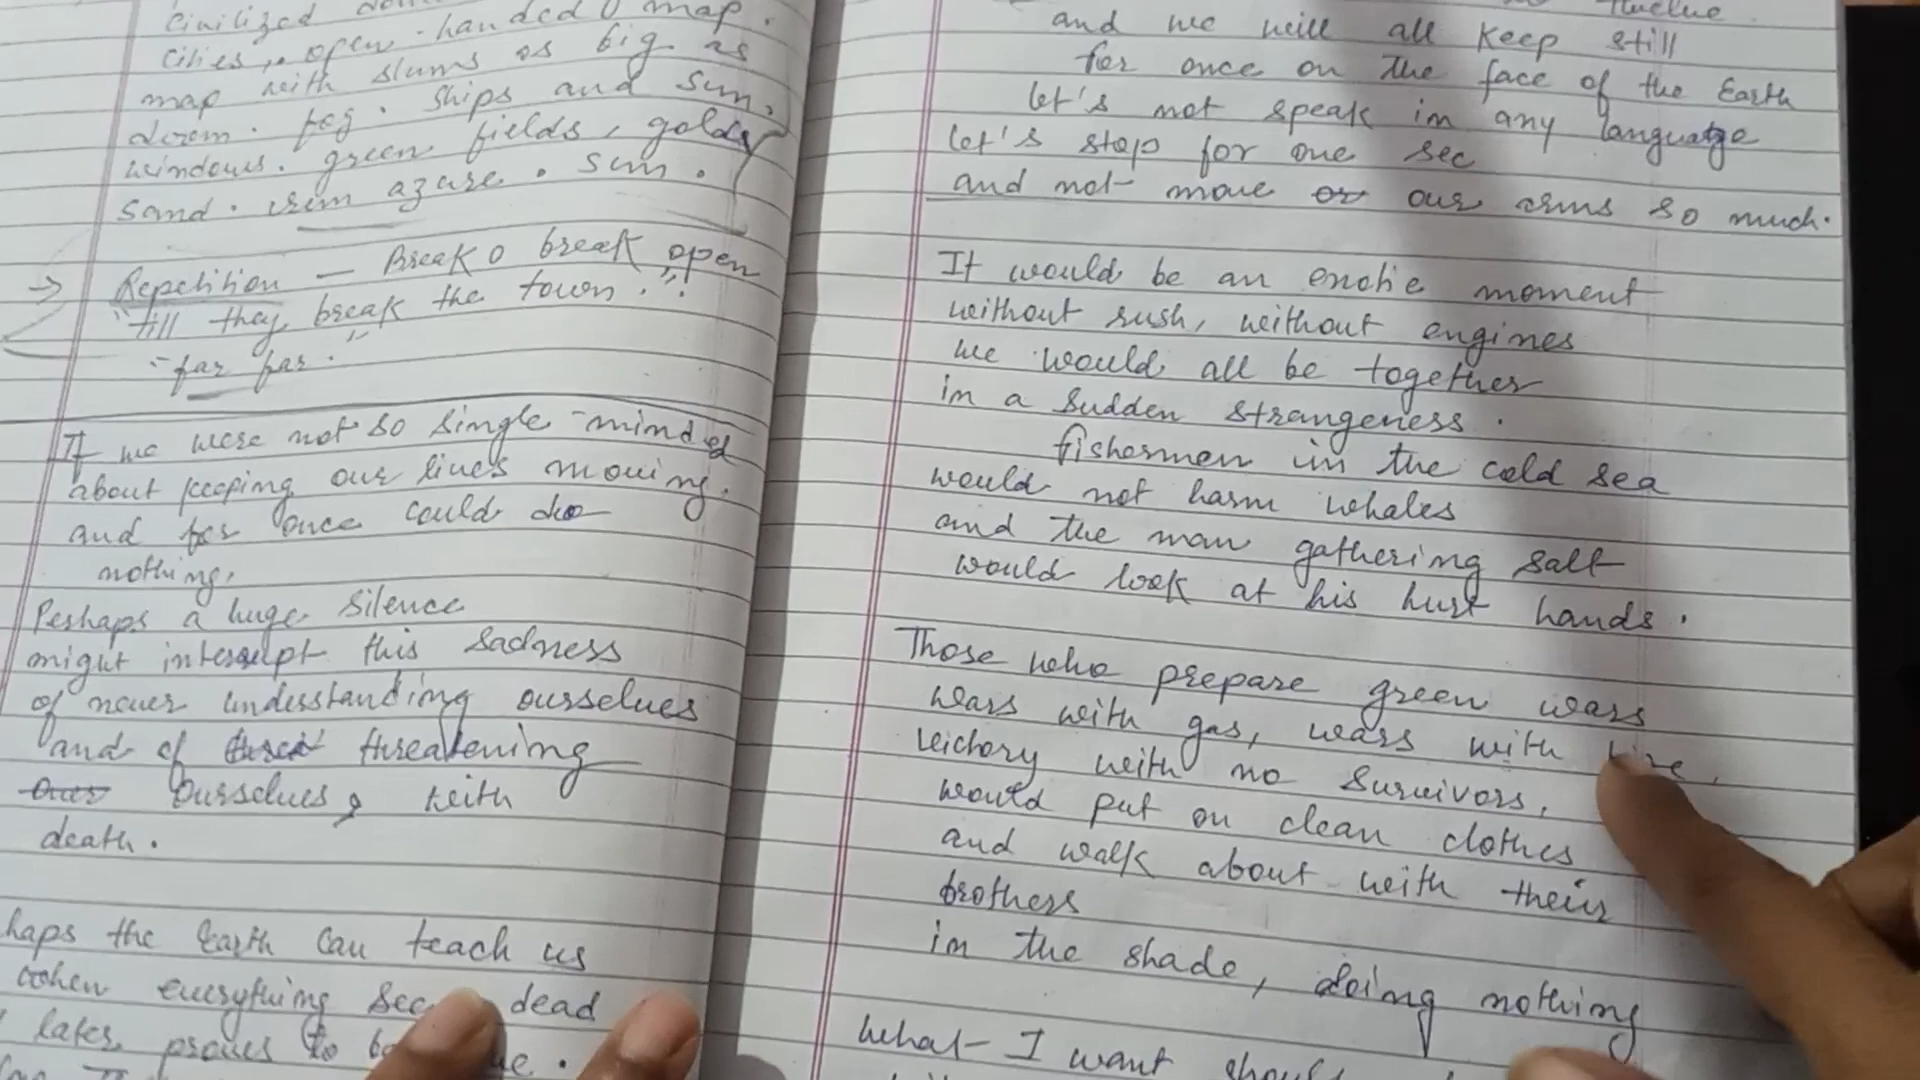 civilized
cities, open-handed map.
map with slums as big as
fog. ships and sun.
windows. green fields, gold
sand. azure. sun.
Repetition - Break O break open
"till they break the town."
"far far."
If we were not so single-minded
about keeping our lives moving.
and for once could do
nothing,
Perhaps a huge silence
might interrupt this sadness
of never understanding ourselves
and of threatening
ourselves, with
death.
haps the Earth can teach us
when everything dead
later proves to
and we will all keep still
for once on the face of the Earth
let's not speak in any language
let's stop for one sec
and not move our arms so much.
It would be an exotic moment
without rush, without engines
we would all be together
in a sudden strangeness.
fishermen in the cold sea
would not harm whales
and the man gathering salt
would look at his hurt hands.
Those who prepare green wars
wars with gas, wars with
victory with no survivors,
would put on clean clothes
and walk about with their
brothers
in the shade, doing nothing
what I want